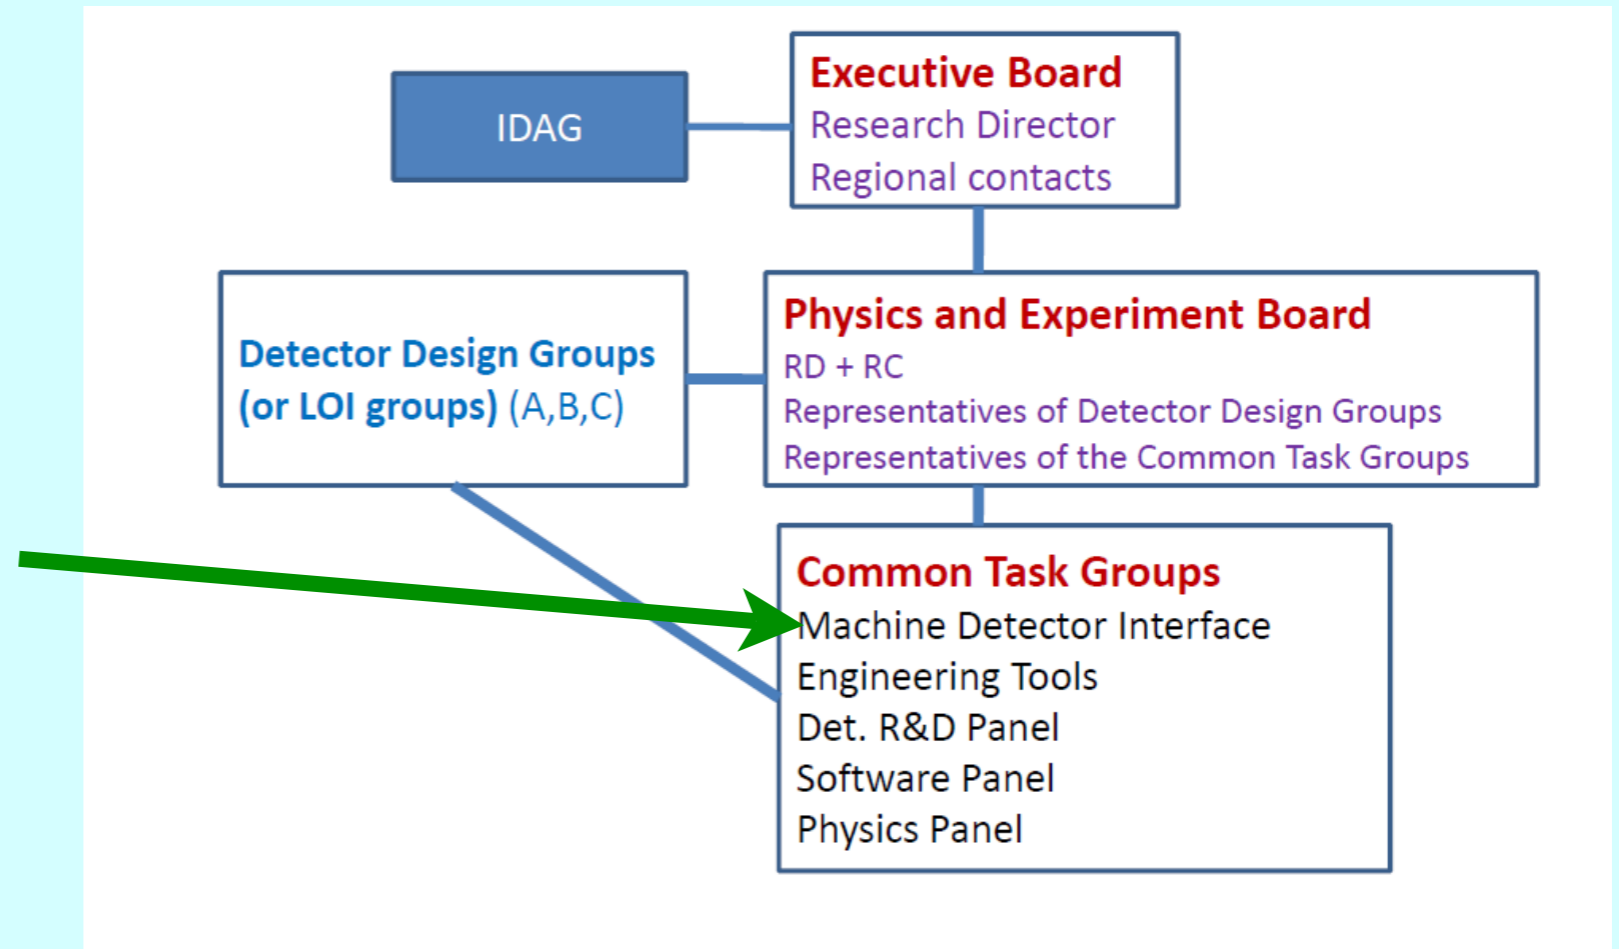 IDAG
Executive Board
Research Director
Regional contacts
Detector Design Groups
(or LOI groups) (A,B,C)
Physics and Experiment Board
RD + RC
Representatives of Detector Design Groups
Representatives of the Common Task Groups
Common Task Groups
Machine Detector Interface
Engineering Tools
Det. R&D Panel
Software Panel
Physics Panel